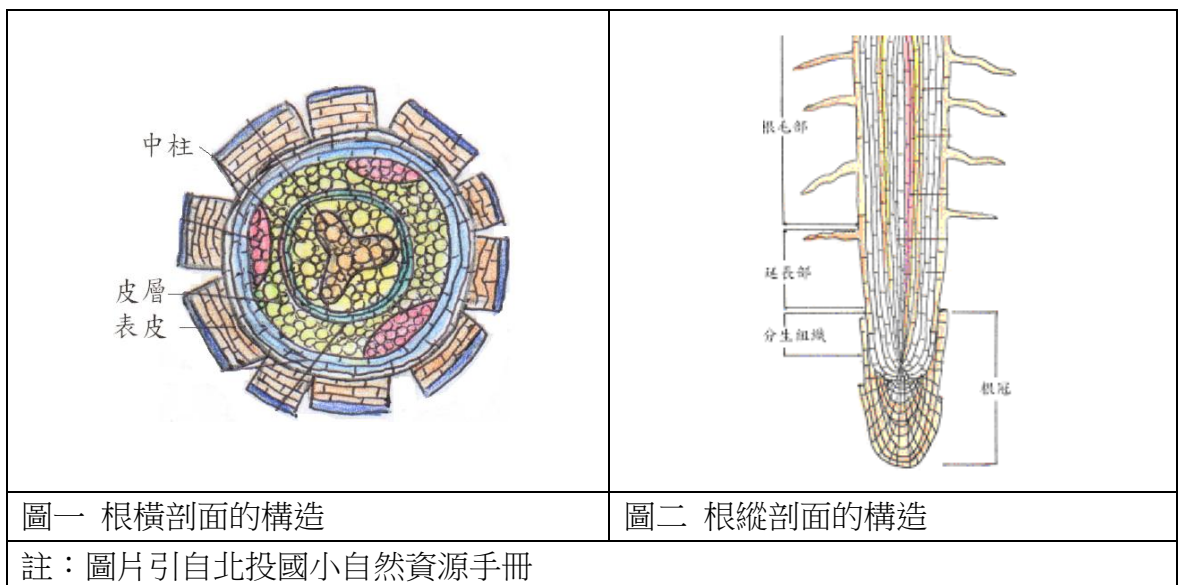 中柱
皮層
表皮
根毛部
延長部
分生組織
根冠
圖一 根橫剖面的構造
圖二 根縱剖面的構造
註：圖片引自北投國小自然資源手冊